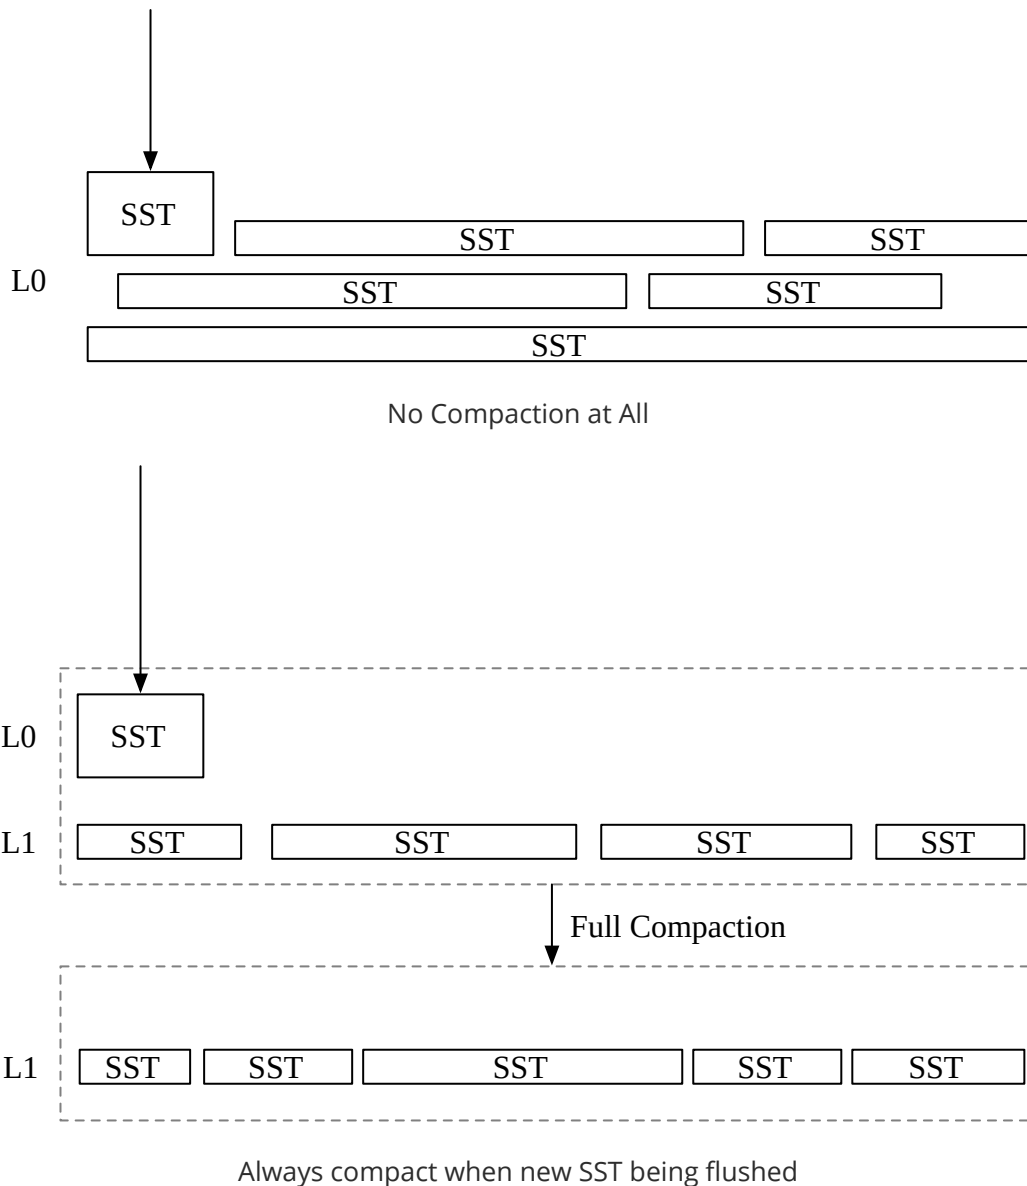 SST
SST SST
L0
SST SST
SST
No Compaction at All
L0 SST
L1 SST SST SST SST
Full Compaction
L1 SST SST SST SST SST
Always compact when new SST being flushed